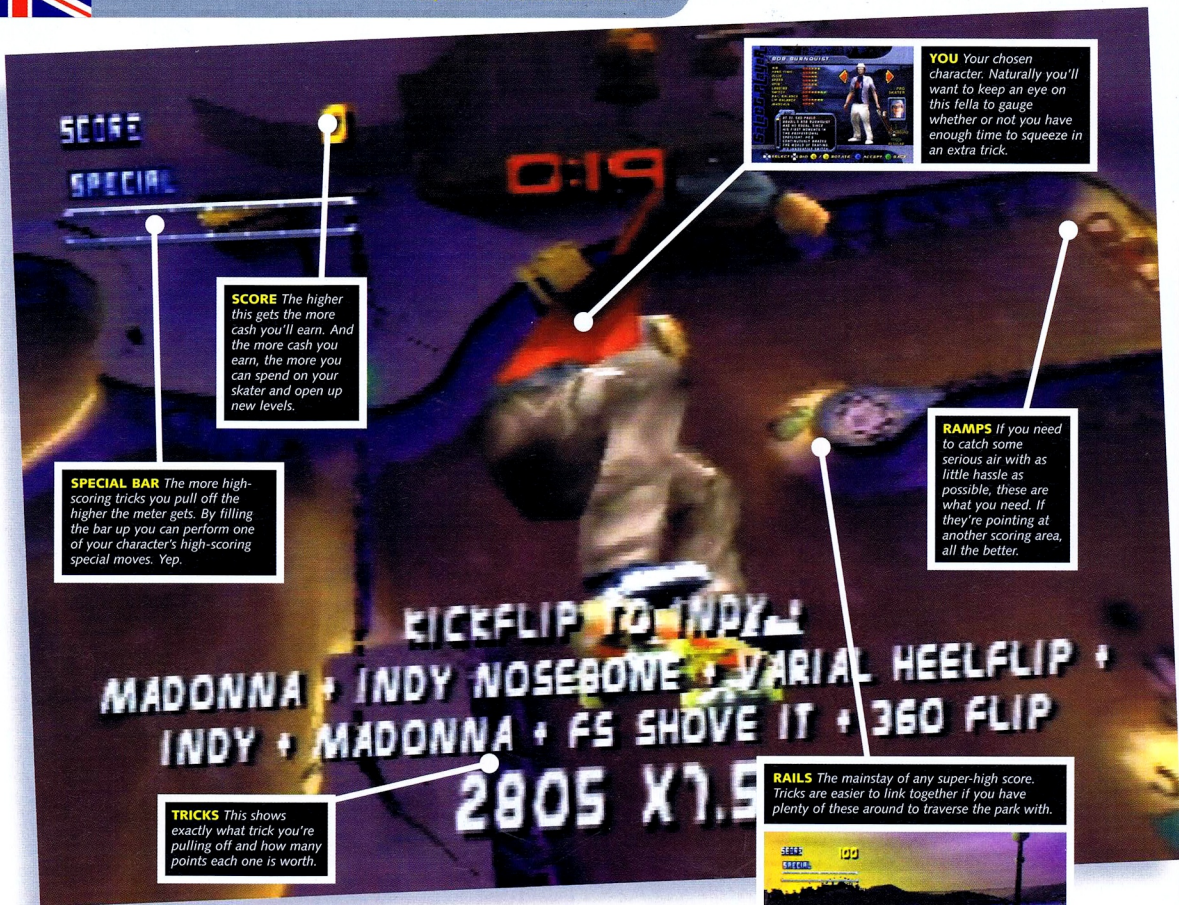 SCORE
0
SPECIAL
0:19
BOB BURNQUIST
YOU Your chosen
character. Naturally you'll
want to keep an eye on
this fella to gauge
whether or not you have
enough time to squeeze in
an extra trick.
SCORE The higher
this gets the more
cash you'll earn. And
the more cash you
earn, the more you
can spend on your
skater and open up
new levels.
SPECIAL BAR The more high-
scoring tricks you pull off the
higher the meter gets. By filling
the bar up you can perform one
of your character's high-scoring
special moves. Yep.
RAMPS If you need
to catch some
serious air with as
little hassle as
possible, these are
what you need. If
they're pointing at
another scoring area,
all the better.
KICKFLIP TO INDY
MADONNA + INDY NOSEBONE + VARIAL HEELFLIP +
INDY + MADONNA + FS SHOVE IT + 360 FLIP
2805 X7.5
TRICKS This shows
exactly what trick you're
pulling off and how many
points each one is worth.
RAILS The mainstay of any super-high score.
Tricks are easier to link together if you have
plenty of these around to traverse the park with.
SCORE 100
SPECIAL